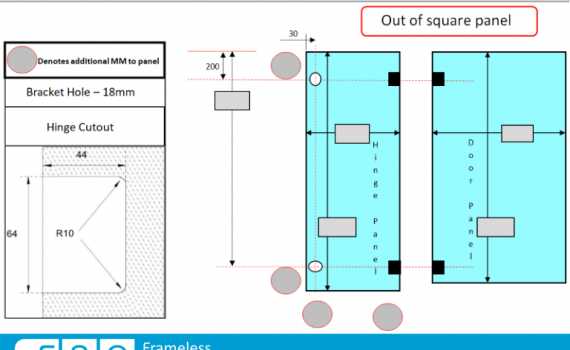 Out of square panel
Denotes additional MM to panel
Bracket Hole – 18mm
Hinge Cutout
44
64
R10
30
200
Hinge Panel
Door Panel
Frameless